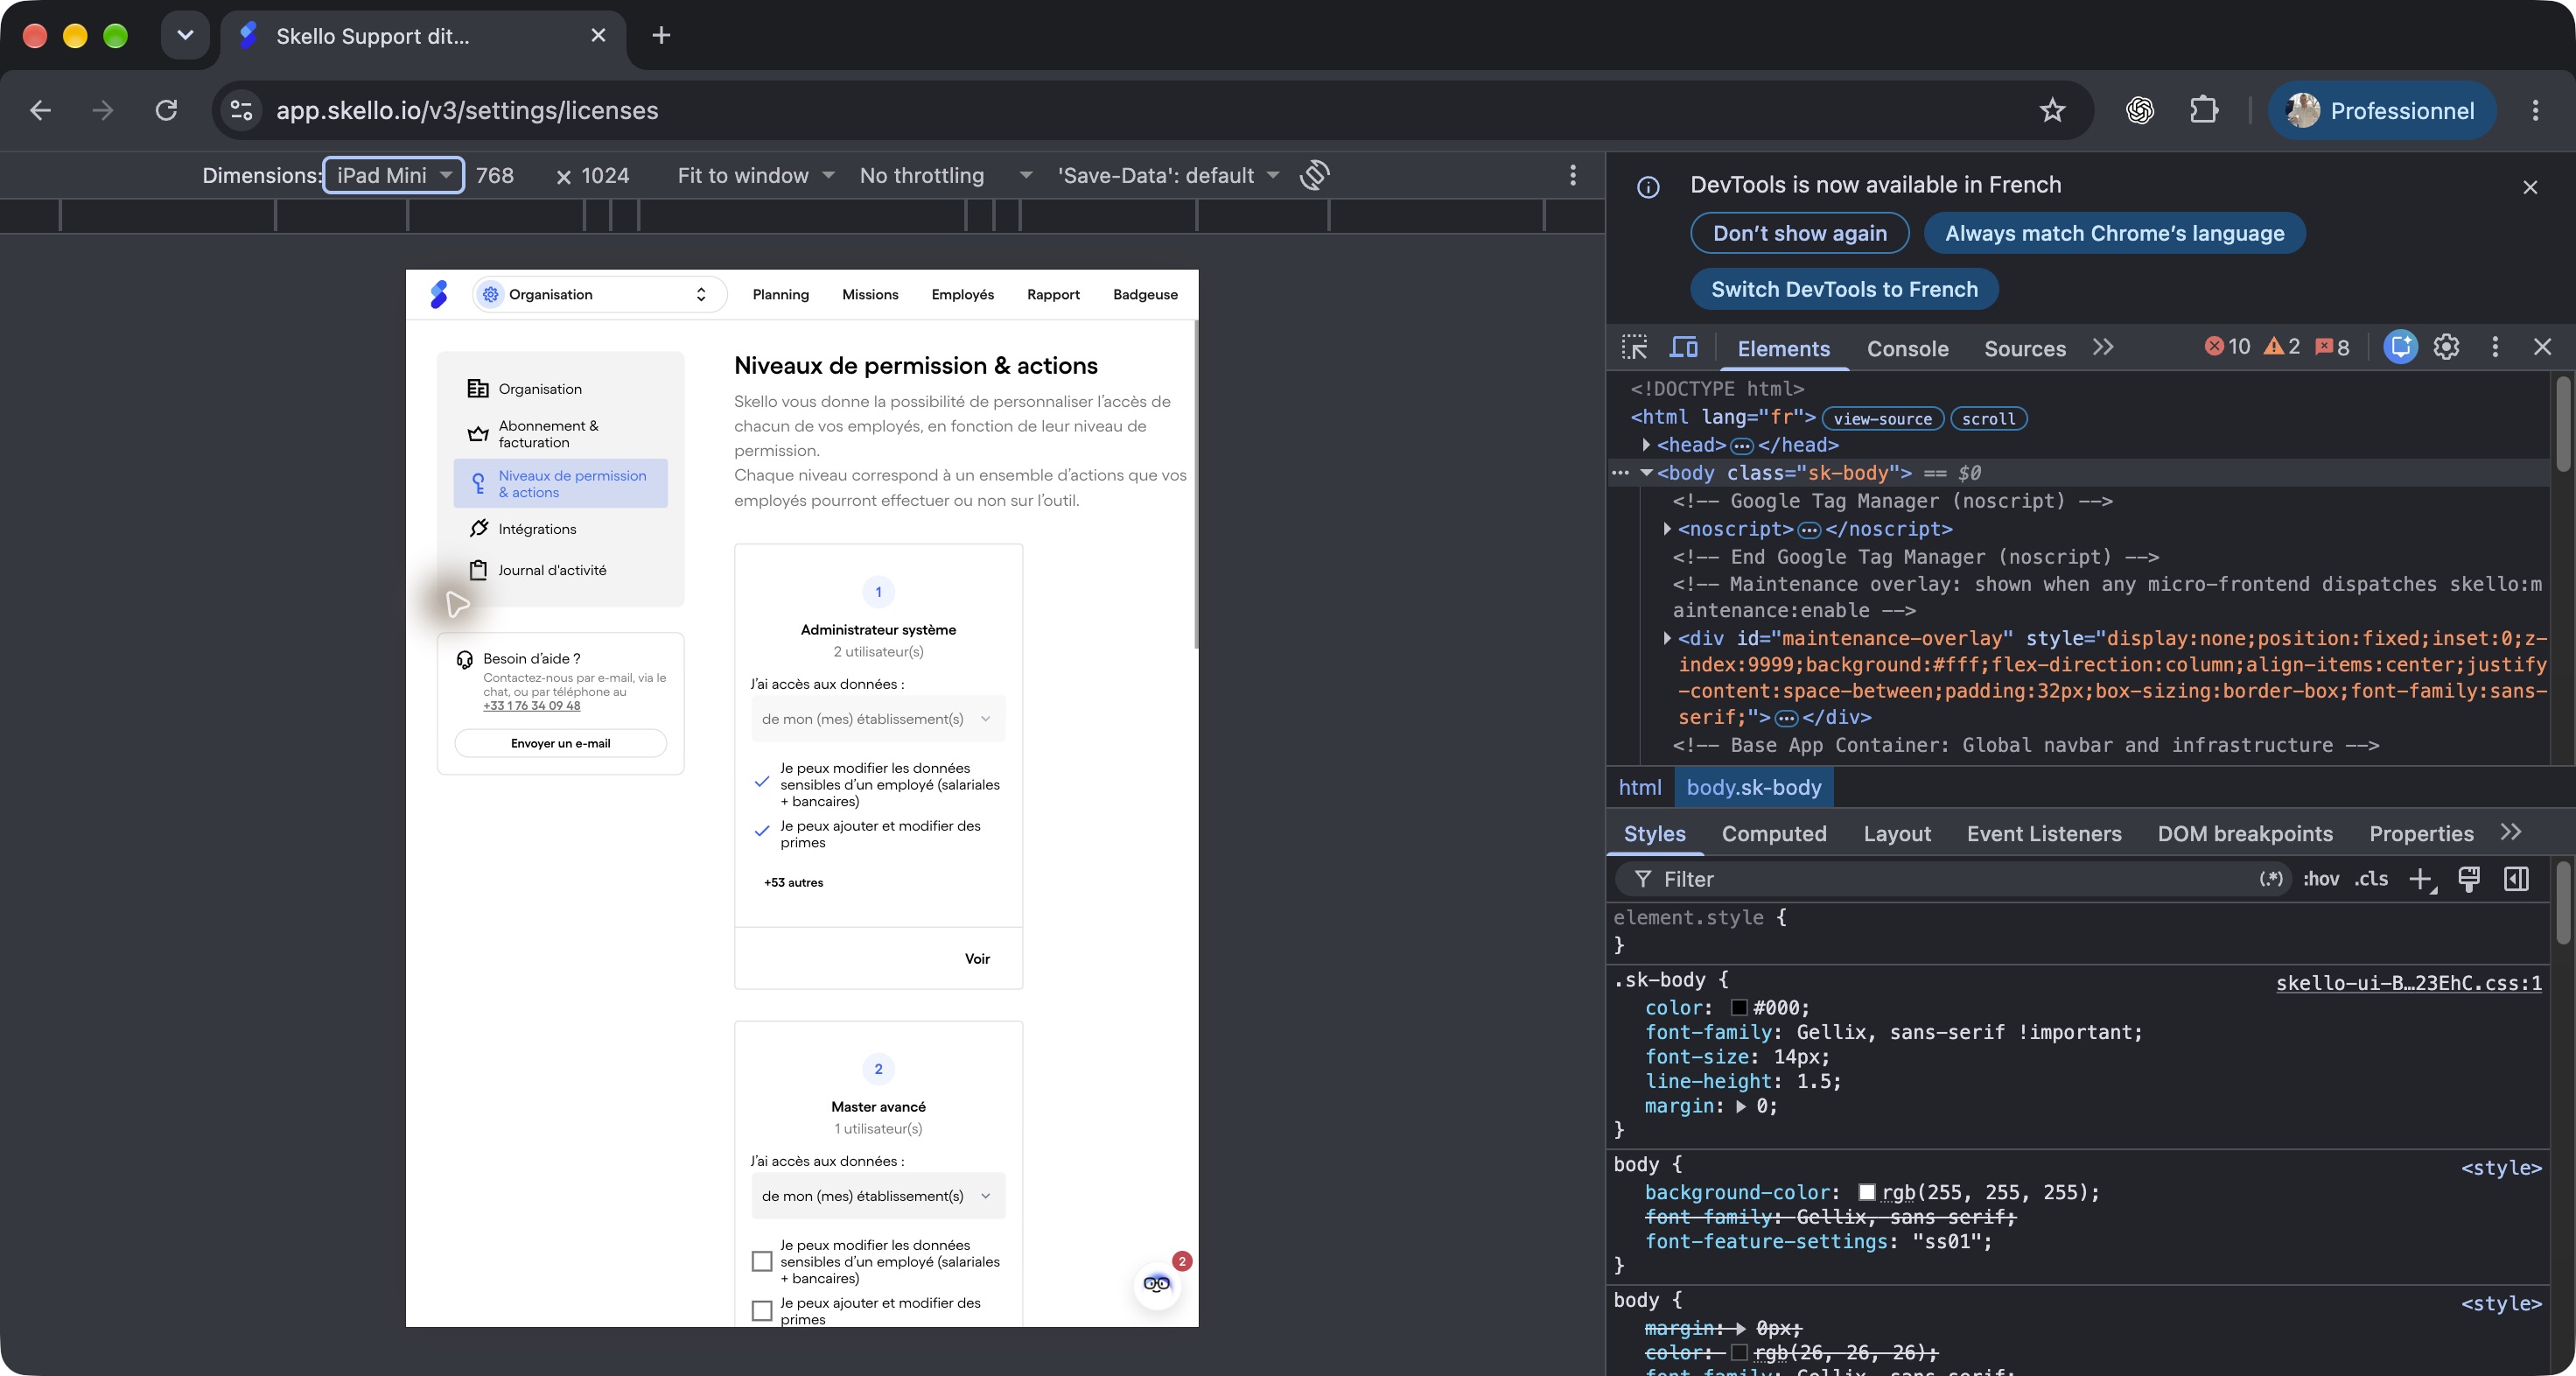 Skello Support dit...
app.skello.io/v3/settings/licenses
Professionnel
Dimensions: iPad Mini 768 × 1024 Fit to window No throttling 'Save-Data': default
DevTools is now available in French
Don't show again
Always match Chrome's language
Switch DevTools to French
Organisation
Planning
Missions
Employés
Rapport
Badgeuse
Organisation
Abonnement &
facturation
Niveaux de permission
& actions
Intégrations
Journal d'activité
Besoin d'aide ?
Contactez-nous par e-mail, via le
chat, ou par téléphone au
+33 1 76 34 09 48
Envoyer un e-mail
Niveaux de permission & actions
Skello vous donne la possibilité de personnaliser l'accès de
chacun de vos employés, en fonction de leur niveau de
permission.
Chaque niveau correspond à un ensemble d'actions que vos
employés pourront effectuer ou non sur l'outil.
1
Administrateur système
2 utilisateur(s)
J'ai accès aux données :
de mon (mes) établissement(s)
Je peux modifier les données
sensibles d'un employé (salariales
+ bancaires)
Je peux ajouter et modifier des
primes
+53 autres
Voir
2
Master avancé
1 utilisateur(s)
J'ai accès aux données :
de mon (mes) établissement(s)
Je peux modifier les données
sensibles d'un employé (salariales
+ bancaires)
Je peux ajouter et modifier des
primes
2
Elements
Console
Sources
10
2
8
<!DOCTYPE html>
<html lang="fr"> view-source scroll
<head> ... </head>
... <body class="sk-body"> == $0
<!-- Google Tag Manager (noscript) -->
<noscript> ... </noscript>
<!-- End Google Tag Manager (noscript) -->
<!-- Maintenance overlay: shown when any micro-frontend dispatches skello:m
aintenance:enable -->
<div id="maintenance-overlay" style="display:none;position:fixed;inset:0;z-
index:9999;background:#fff;flex-direction:column;align-items:center;justify
-content:space-between;padding:32px;box-sizing:border-box;font-family:sans-
serif;"> ... </div>
<!-- Base App Container: Global navbar and infrastructure -->
html
body.sk-body
Styles
Computed
Layout
Event Listeners
DOM breakpoints
Properties
Filter
(.*)
:hov
.cls
element.style {
}
.sk-body {
skello-ui-B…23EhC.css:1
color: #000;
font-family: Gellix, sans-serif !important;
font-size: 14px;
line-height: 1.5;
margin: 0;
}
body {
<style>
background-color: rgb(255, 255, 255);
font-family: Gellix, sans-serif;
font-feature-settings: "ss01";
}
body {
<style>
margin: 0px;
color: rgb(26, 26, 26);
font-family: Gellix, sans-serif;